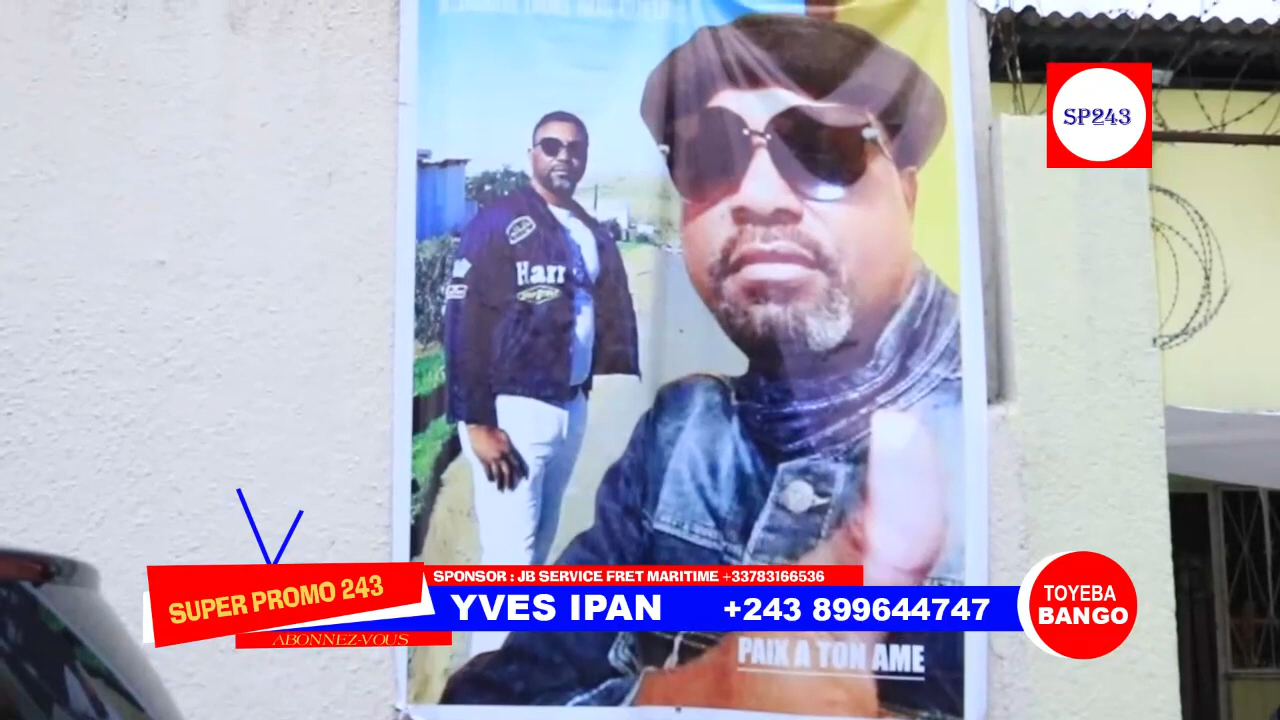 SP243
Harr
SPONSOR : JB SERVICE FRET MARITIME +33783166536
SUPER PROMO 243
YVES IPAN +243 899644747
TOYEBA
BANGO
ABONNEZ-VOUS
PAIX A TON AME